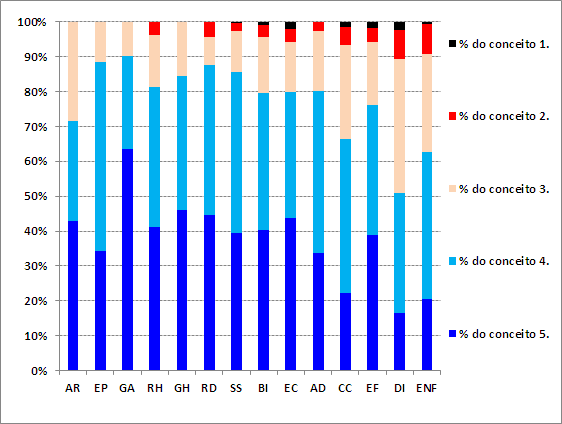 100%
90%
80%
70%
60%
50%
40%
30%
20%
10%
0%
AR EP GA RH GH RD SS BI EC AD CC EF DI ENF
% do conceito 1.
% do conceito 2.
% do conceito 3.
% do conceito 4.
% do conceito 5.